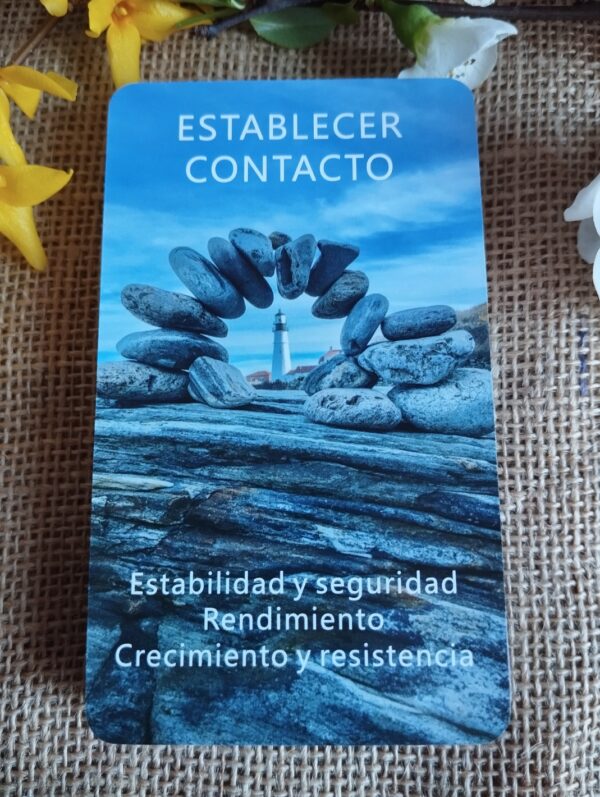 ESTABLECER
CONTACTO
Estabilidad y seguridad
Rendimiento
Crecimiento y resistencia